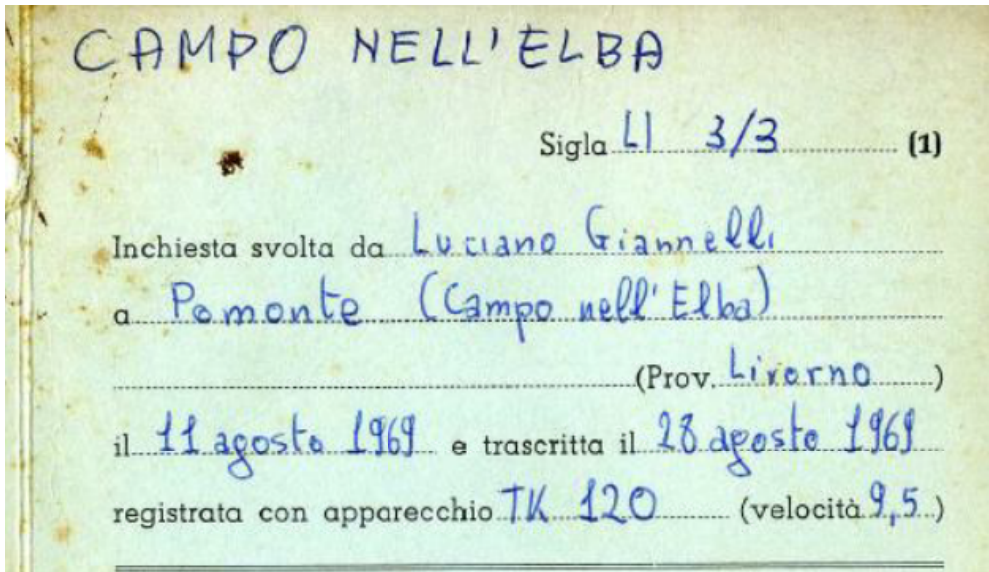 CAMPO NELL'ELBA
Sigla LI 3/3 (1)
Inchiesta svolta da Luciano Giannelli
a Pomonte (Campo nell'Elba)
(Prov. Livorno)
il 11 agosto 1969 e trascritta il 28 agosto 1969
registrata con apparecchio TK 120 (velocità 9,5)